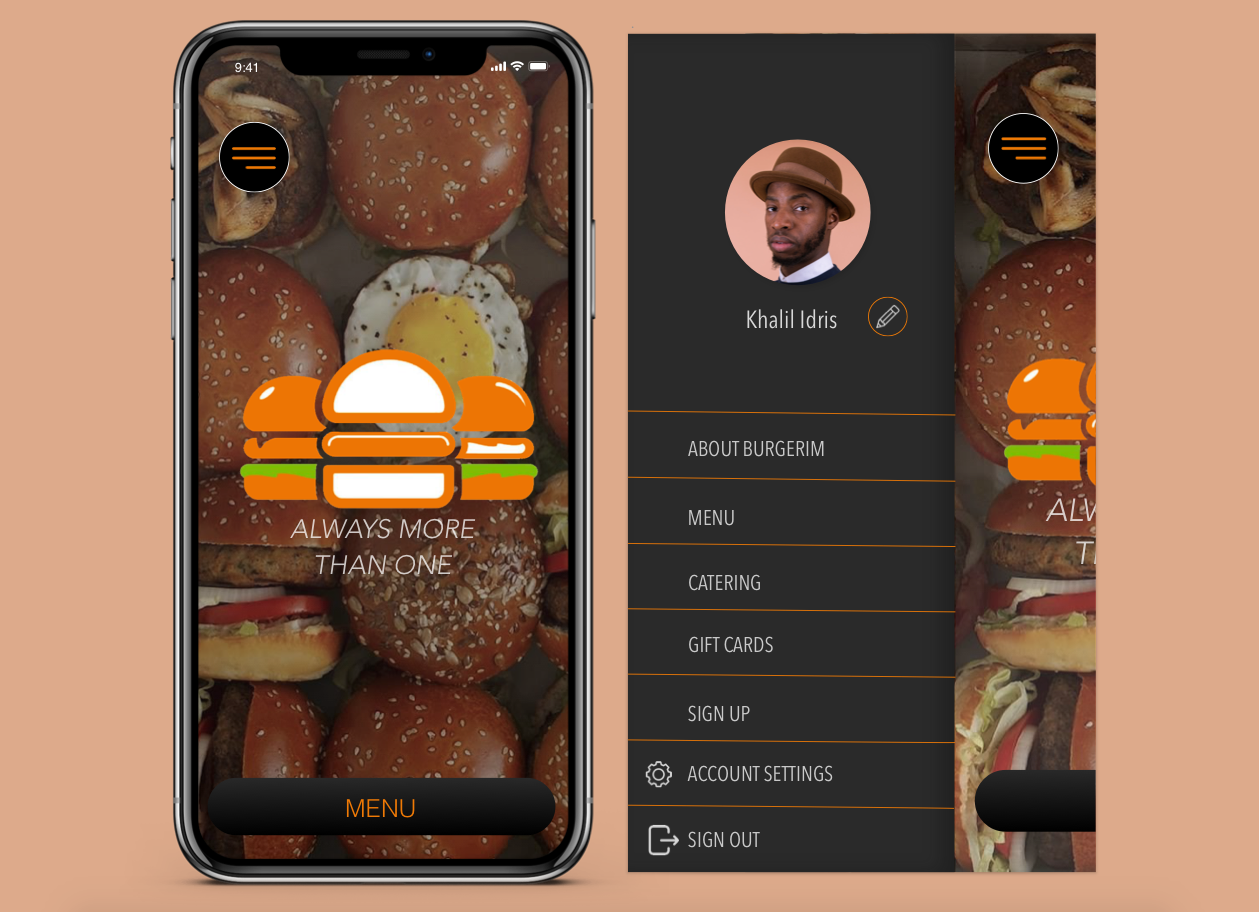 9:41
ALWAYS MORE
THAN ONE
MENU
Khalil Idris
ABOUT BURGERIM
MENU
CATERING
GIFT CARDS
SIGN UP
ACCOUNT SETTINGS
SIGN OUT
ALW
T